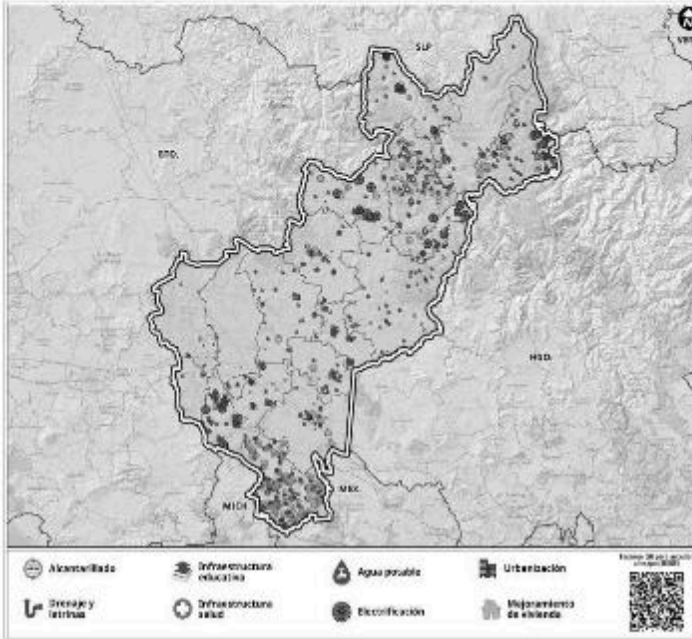 SLP
VER
GTO.
HGO.
MICH
MEX.
Alcantarillado
Infraestructura
educativa
Agua potable
Urbanización
Drenaje y
letrinas
Infraestructura
salud
Electrificación
Mejoramiento
de vivienda